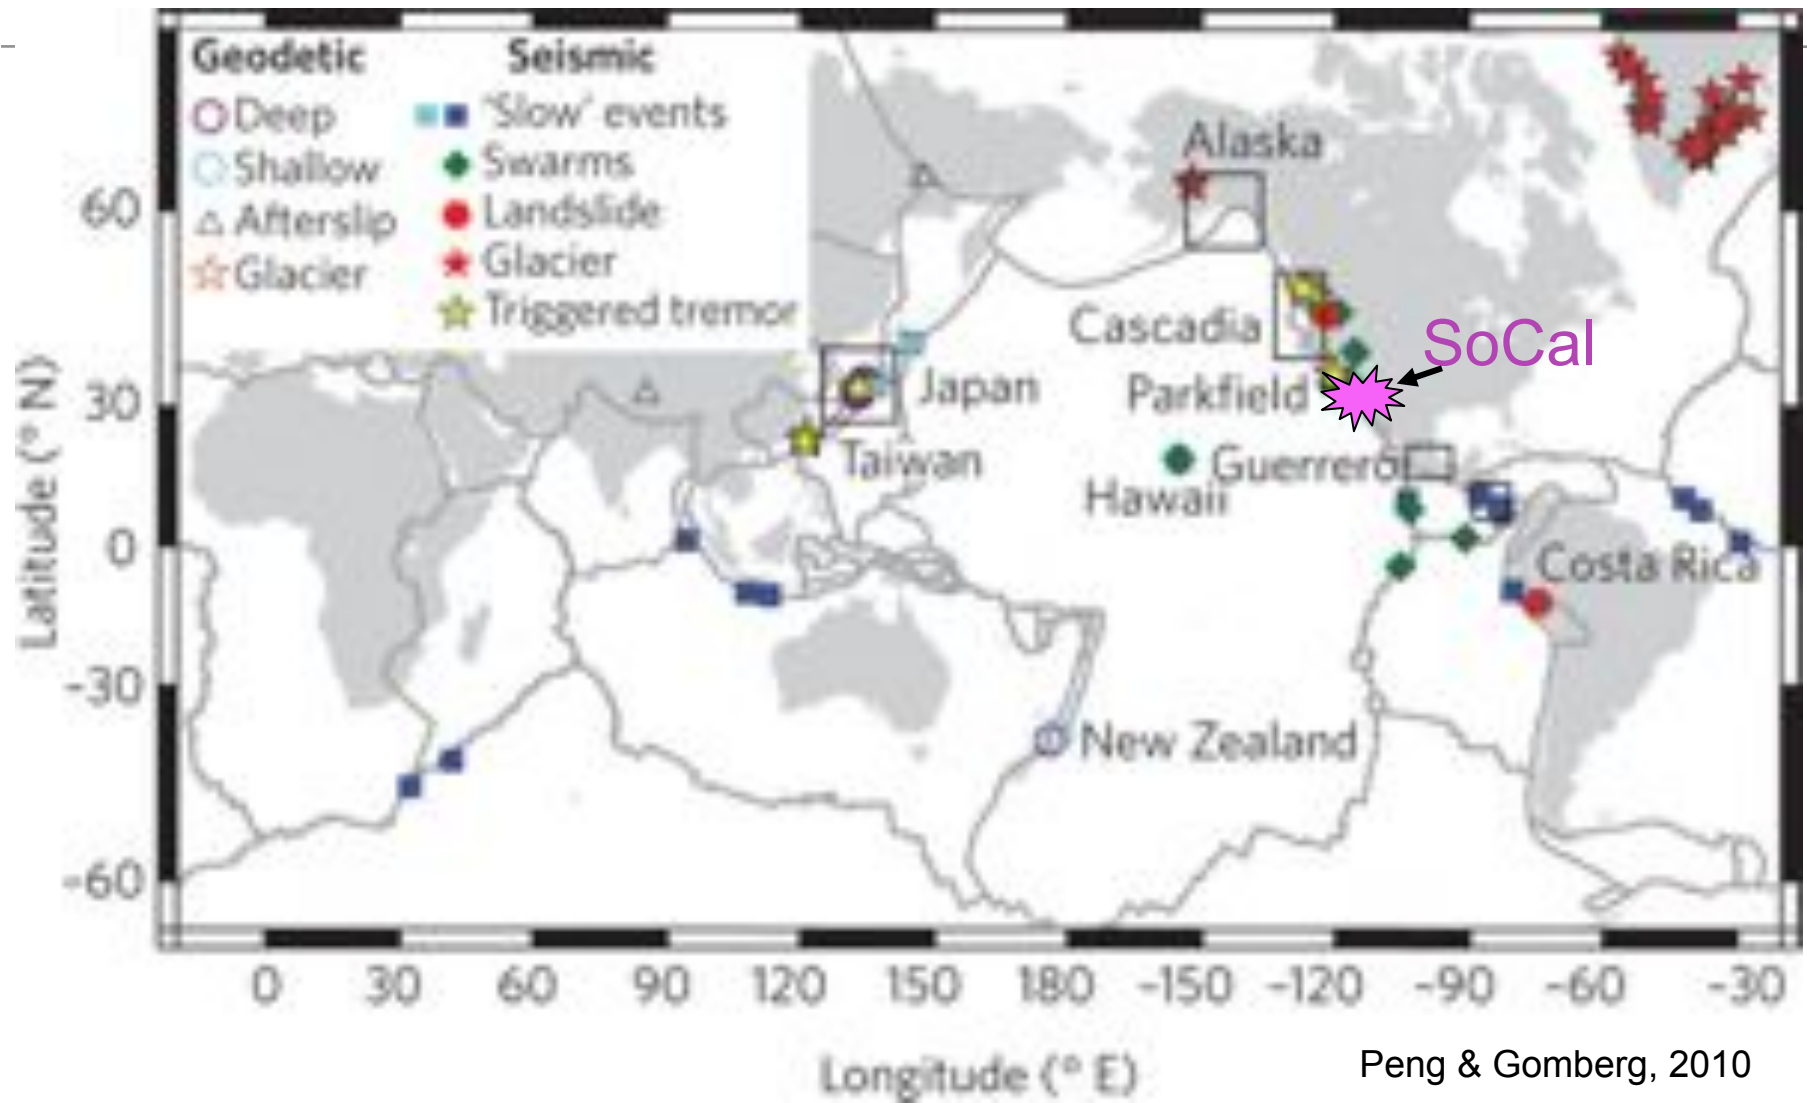 Geodetic
Deep
Shallow
Afterslip
Glacier
Seismic
'Slow' events
Swarms
Landslide
Glacier
Triggered tremor
Alaska
Cascadia
SoCal
Japan
Parkfield
Taiwan
Guerrero
Hawaii
Costa Rica
New Zealand
Latitude (° N)
60
30
0
-30
-60
0 30 60 90 120 150 180 -150 -120 -90 -60 -30
Longitude (° E)
Peng & Gomberg, 2010